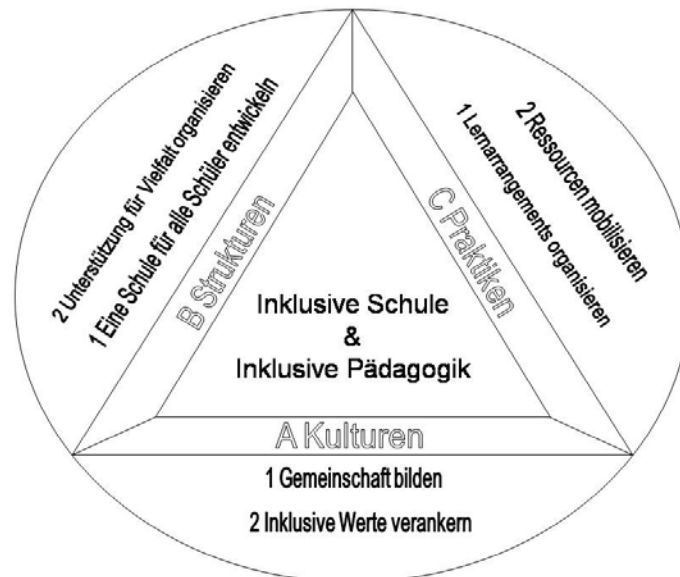 2 Unterstützung für Vielfalt organisieren
1 Eine Schule für alle Schüler entwickeln
B Strukturen
2 Ressourcen mobilisieren
1 Lernarrangements organisieren
C Praktiken
Inklusive Schule
&
Inklusive Pädagogik
A Kulturen
1 Gemeinschaft bilden
2 Inklusive Werte verankern